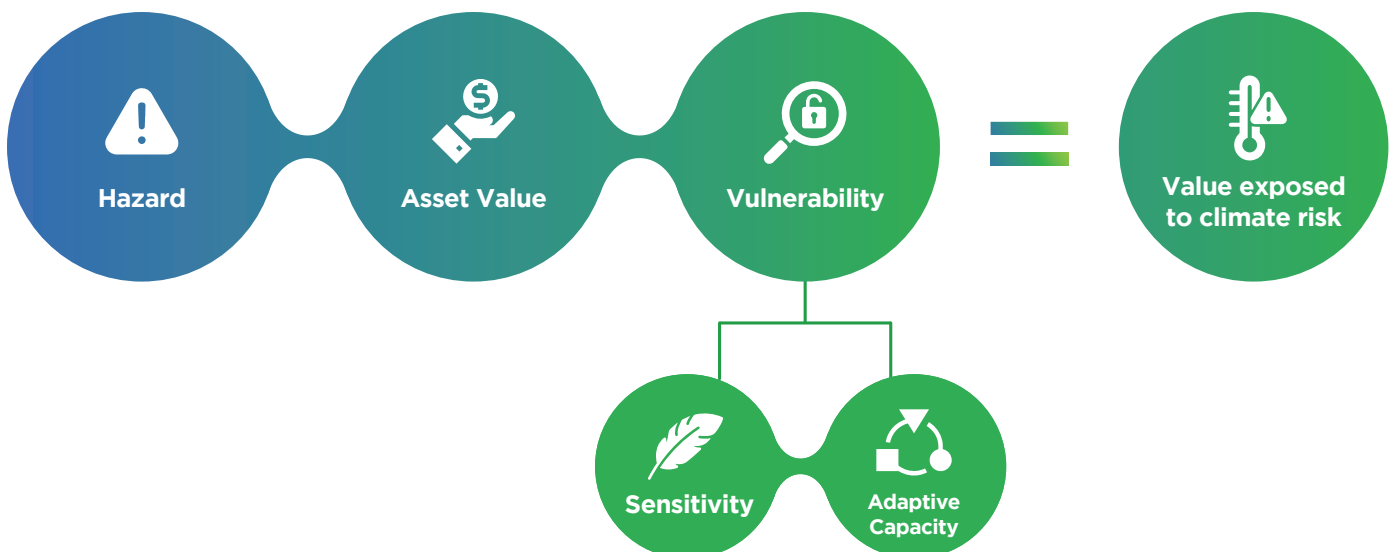 Hazard
Asset Value
Vulnerability
Value exposed
to climate risk
Sensitivity
Adaptive
Capacity